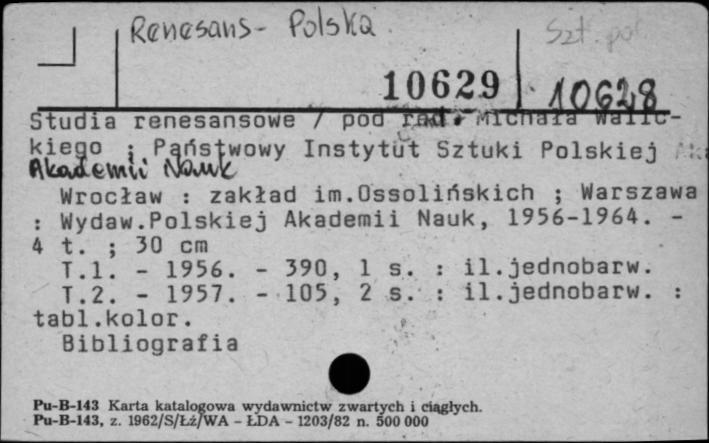 Renesans - Polska
Szt. pol
10629 10628
Studia renesansowe / pod red. Michała Walic-
kiego ; Państwowy Instytut Sztuki Polskiej
Akademii Nauk
Wrocław : zakład im.Ossolińskich ; Warszawa
: Wydaw.Polskiej Akademii Nauk, 1956-1964. -
4 t. ; 30 cm
T.1. - 1956. - 390, 1 s. : il.jednobarw.
T.2. - 1957. - 105, 2 s. : il.jednobarw. :
tabl.kolor.
Bibliografia
Pu-B-143 Karta katalogowa wydawnictw zwartych i ciągłych.
Pu-B-143, z. 1962/S/Łź/WA - ŁDA - 1203/82 n. 500 000